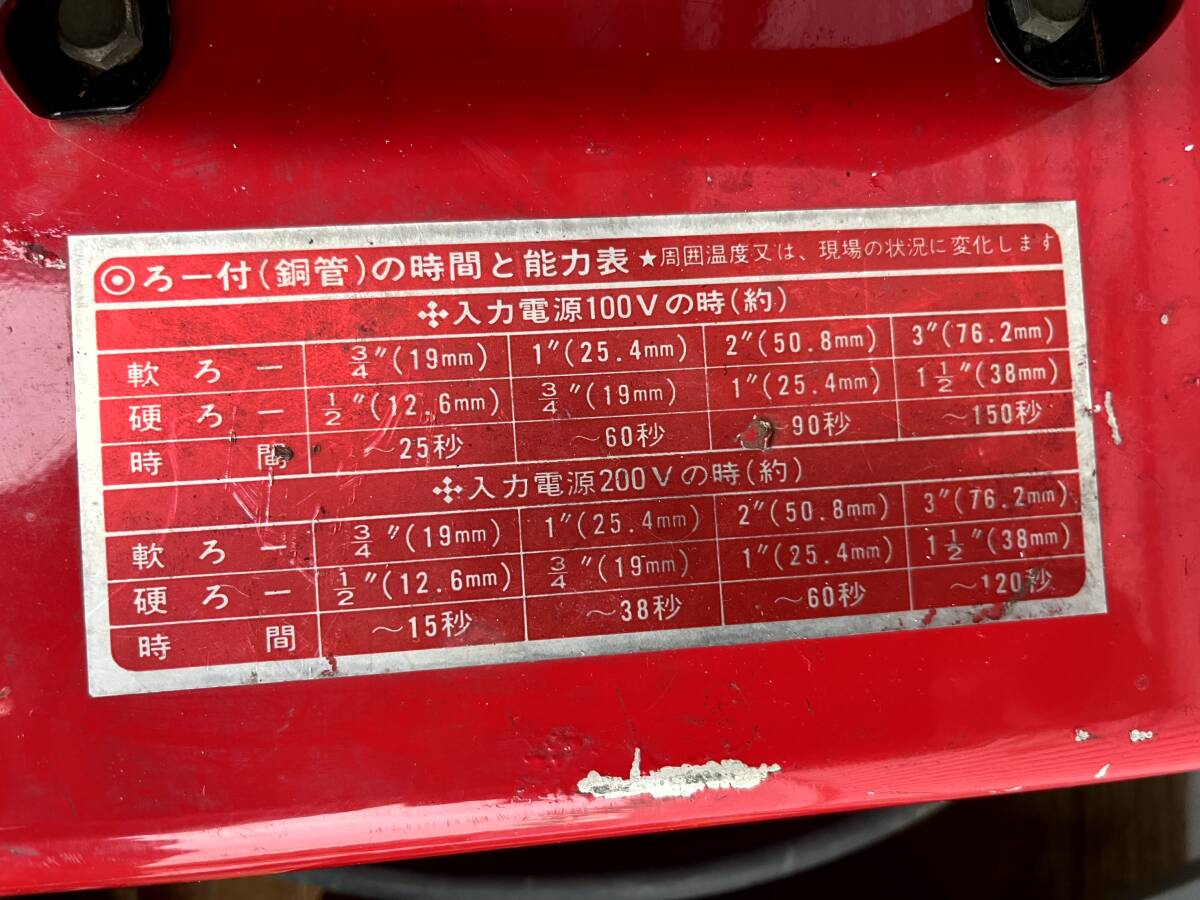 ◎ろー付(銅管)の時間と能力表 ★周囲温度又は、現場の状況に変化します
✣入力電源100Vの時(約)
軟ろー 3/4″(19mm) 1″(25.4mm) 2″(50.8mm) 3″(76.2mm)
硬ろー 1/2″(12.6mm) 3/4″(19mm) 1″(25.4mm) 1 1/2″(38mm)
時間 ~25秒 ~60秒 ~90秒 ~150秒
✣入力電源200Vの時(約)
軟ろー 3/4″(19mm) 1″(25.4mm) 2″(50.8mm) 3″(76.2mm)
硬ろー 1/2″(12.6mm) 3/4″(19mm) 1″(25.4mm) 1 1/2″(38mm)
時間 ~15秒 ~38秒 ~60秒 ~120秒